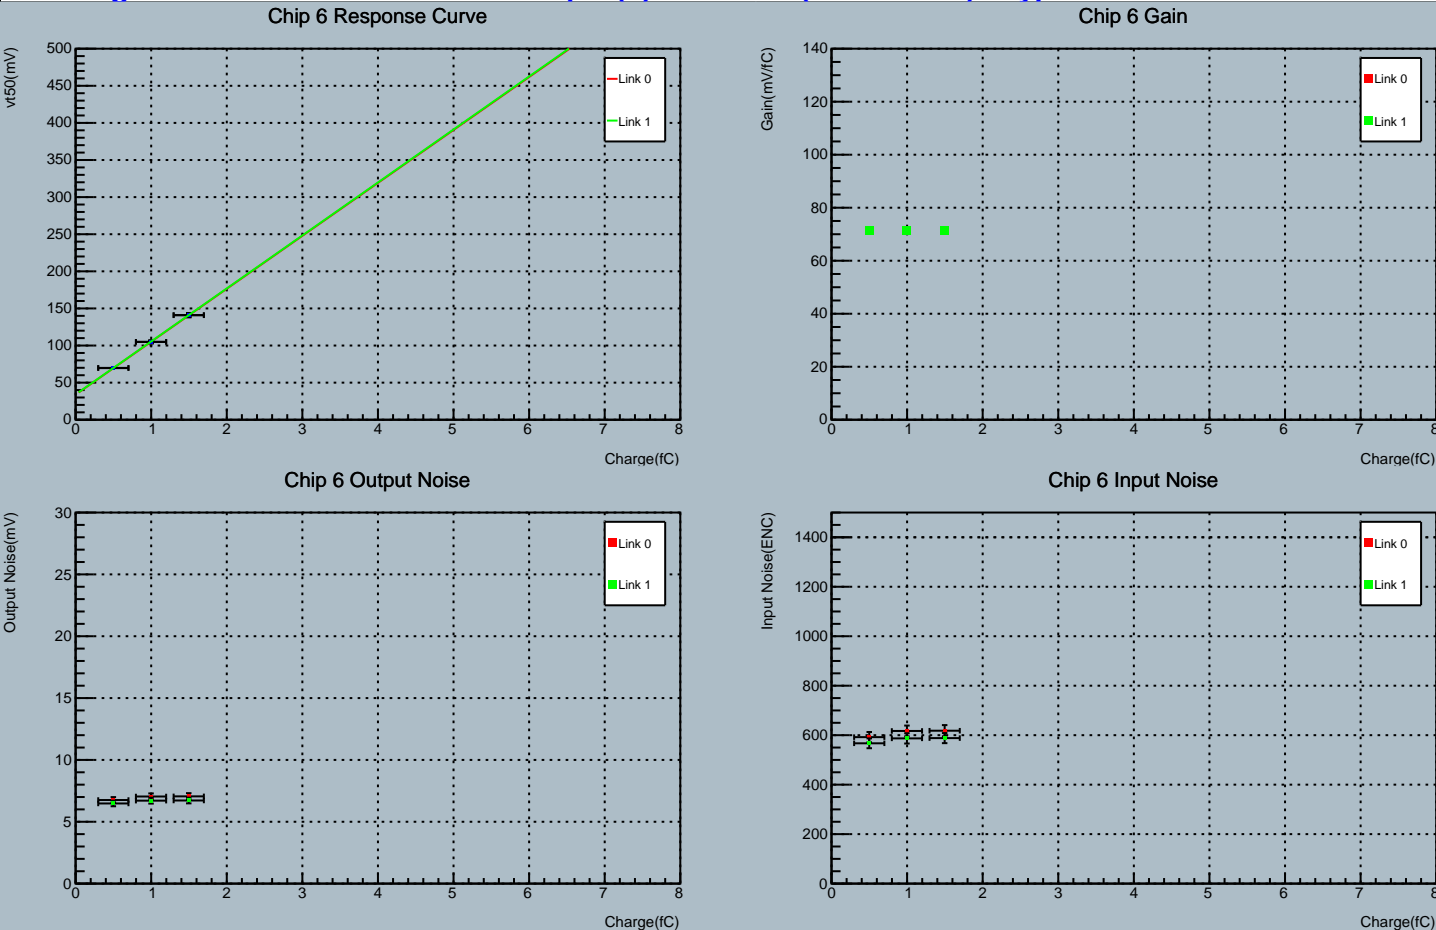 Chip 6 Response Curve
vt50(mV)
500
450
400
350
300
250
200
150
100
50
0
0 1 2 3 4 5 6 7 8
Charge(fC)
Link 0
Link 1
Chip 6 Gain
Gain(mV/fC)
140
120
100
80
60
40
20
0
0 1 2 3 4 5 6 7 8
Charge(fC)
Link 0
Link 1
Chip 6 Output Noise
Output Noise(mV)
30
25
20
15
10
5
0
0 1 2 3 4 5 6 7 8
Charge(fC)
Link 0
Link 1
Chip 6 Input Noise
Input Noise(ENC)
1400
1200
1000
800
600
400
200
0
0 1 2 3 4 5 6 7 8
Charge(fC)
Link 0
Link 1